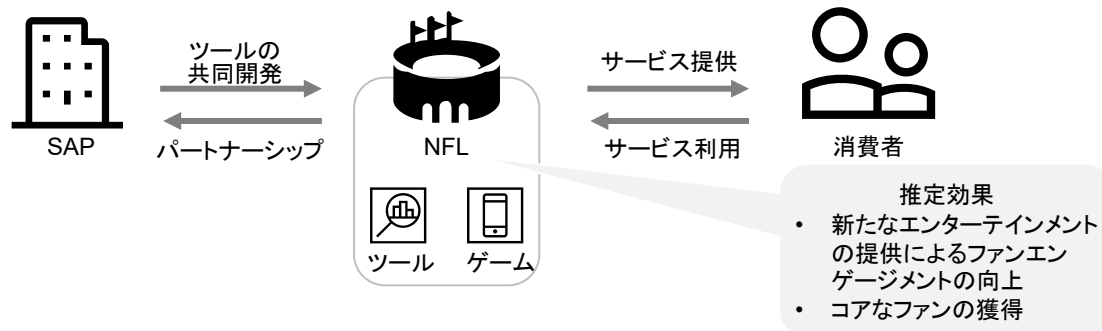 ツールの
共同開発
サービス提供
SAP
パートナーシップ
NFL
サービス利用
消費者
ツール
ゲーム
推定効果
• 新たなエンターテインメント
の提供によるファンエン
ゲージメントの向上
• コアなファンの獲得